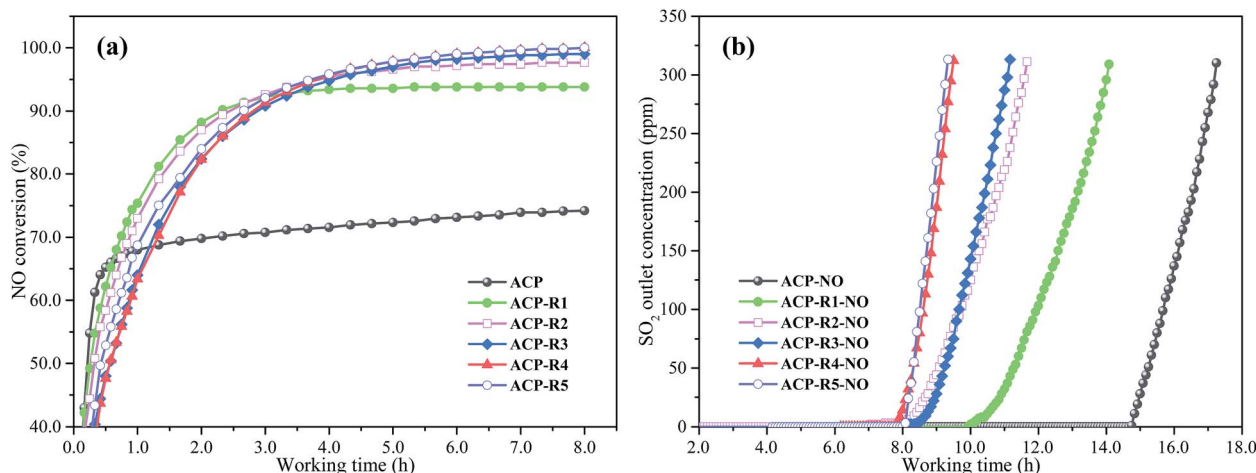 (a)
NO conversion (%)
100.0
90.0
80.0
70.0
60.0
50.0
40.0
0.0 1.0 2.0 3.0 4.0 5.0 6.0 7.0 8.0
Working time (h)
ACP
ACP-R1
ACP-R2
ACP-R3
ACP-R4
ACP-R5
(b)
SO₂ outlet concentration (ppm)
350
300
250
200
150
100
50
0
2.0 4.0 6.0 8.0 10.0 12.0 14.0 16.0 18.0
Working time (h)
ACP-NO
ACP-R1-NO
ACP-R2-NO
ACP-R3-NO
ACP-R4-NO
ACP-R5-NO